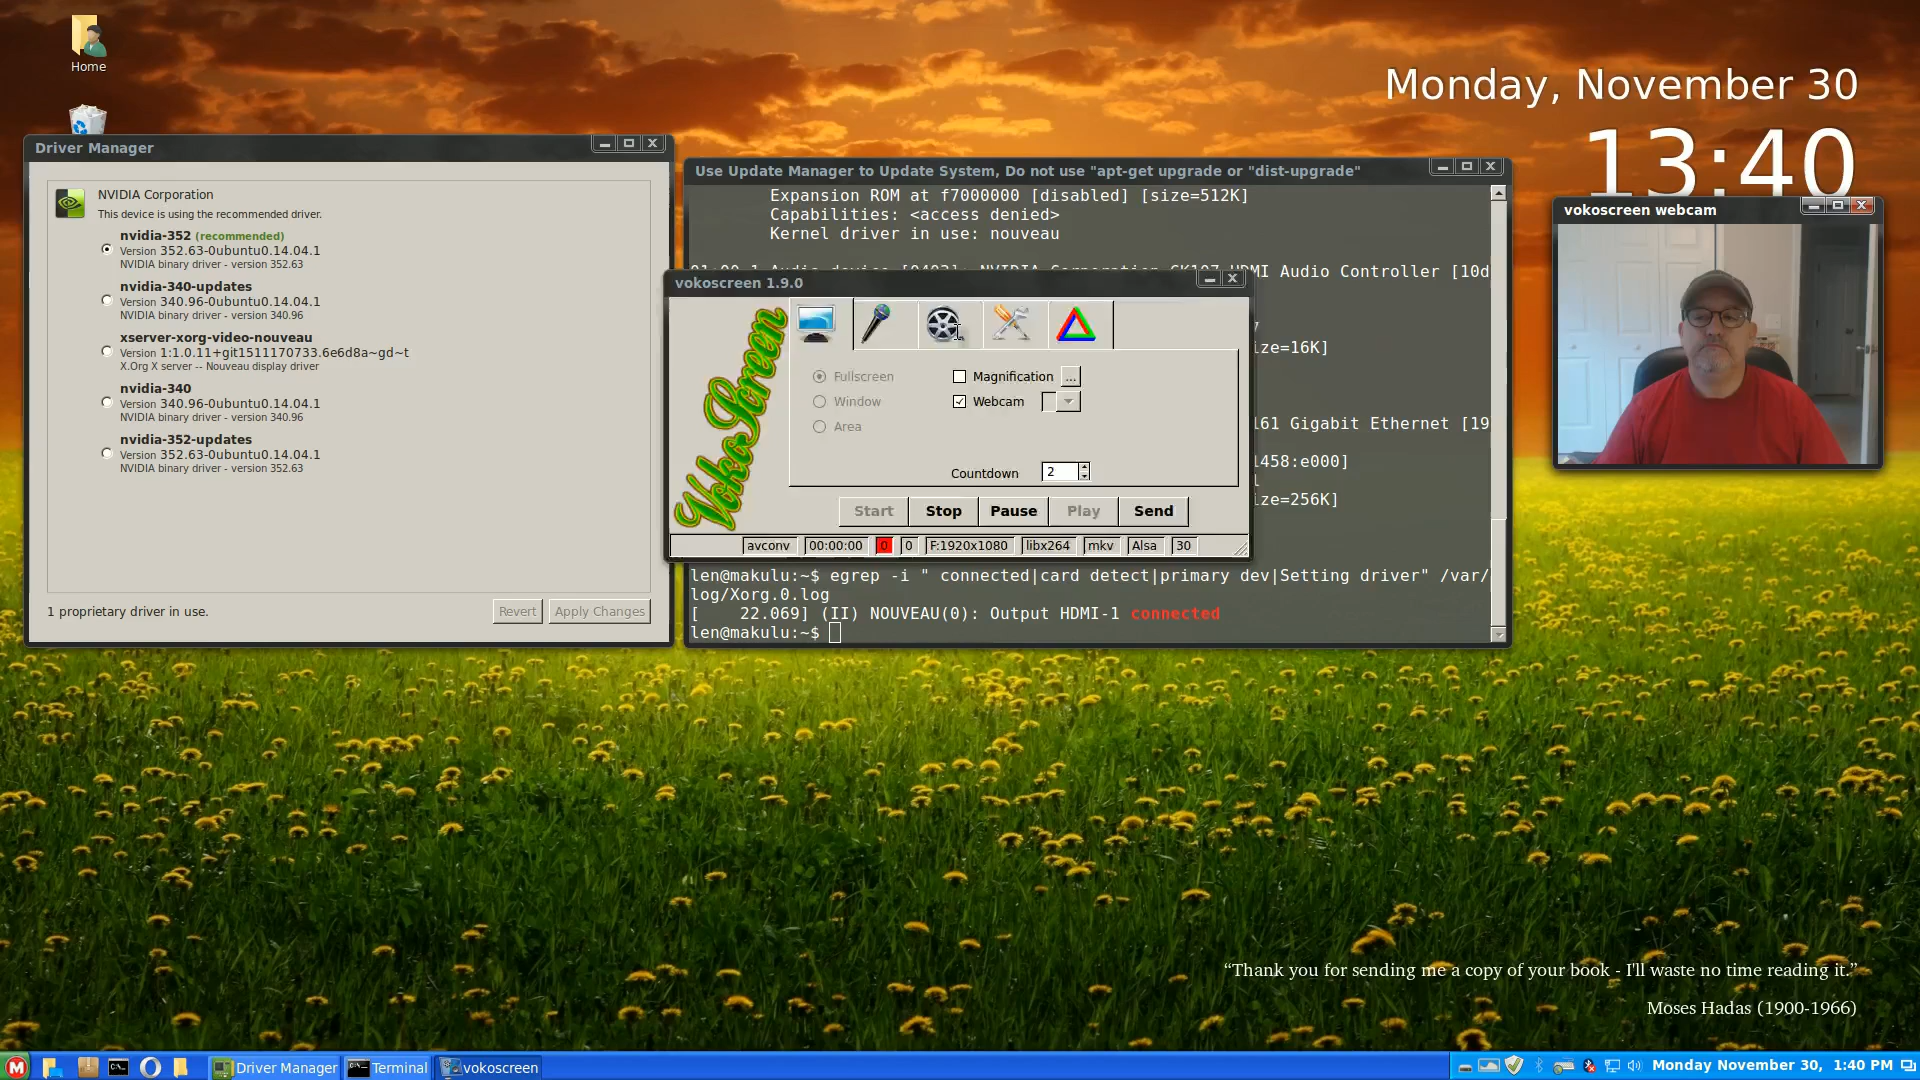 Home
Monday, November 30
13:40
Driver Manager
NVIDIA Corporation
This device is using the recommended driver.
nvidia-352 (recommended)
Version 352.63-0ubuntu0.14.04.1
NVIDIA binary driver - version 352.63
nvidia-340-updates
Version 340.96-0ubuntu0.14.04.1
NVIDIA binary driver - version 340.96
xserver-xorg-video-nouveau
Version 1:1.0.11+git1511170733.6e6d8a~gd~t
X.Org X server -- Nouveau display driver
nvidia-340
Version 340.96-0ubuntu0.14.04.1
NVIDIA binary driver - version 340.96
nvidia-352-updates
Version 352.63-0ubuntu0.14.04.1
NVIDIA binary driver - version 352.63
1 proprietary driver in use.
Revert
Apply Changes
Use Update Manager to Update System, Do not use "apt-get upgrade or "dist-upgrade"
Expansion ROM at f7000000 [disabled] [size=512K]
Capabilities: <access denied>
Kernel driver in use: nouveau
MI Audio Controller [10d
ize=16K]
161 Gigabit Ethernet [19
1458:e000]
ize=256K]
len@makulu:~$ egrep -i " connected|card detect|primary dev|Setting driver" /var/
log/Xorg.0.log
[    22.069] (II) NOUVEAU(0): Output HDMI-1 connected
len@makulu:~$
vokoscreen 1.9.0
VokoScreen
Fullscreen
Window
Area
Magnification ...
Webcam
Countdown 2
Start Stop Pause Play Send
avconv 00:00:00 0 0 F:1920x1080 libx264 mkv Alsa 30
vokoscreen webcam
“Thank you for sending me a copy of your book - I'll waste no time reading it.”
Moses Hadas (1900-1966)
Driver Manager
Terminal
vokoscreen
Monday November 30, 1:40 PM